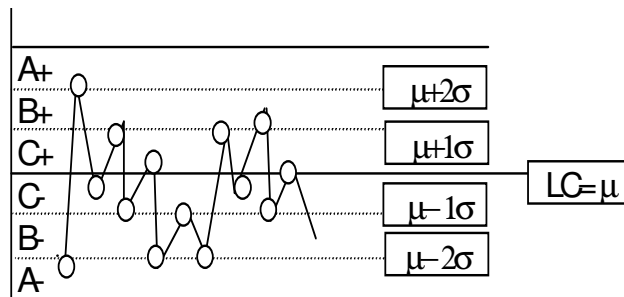 A+
μ+2σ
B+
μ+1σ
C+
LC=μ
C-
μ−1σ
B-
μ−2σ
A-